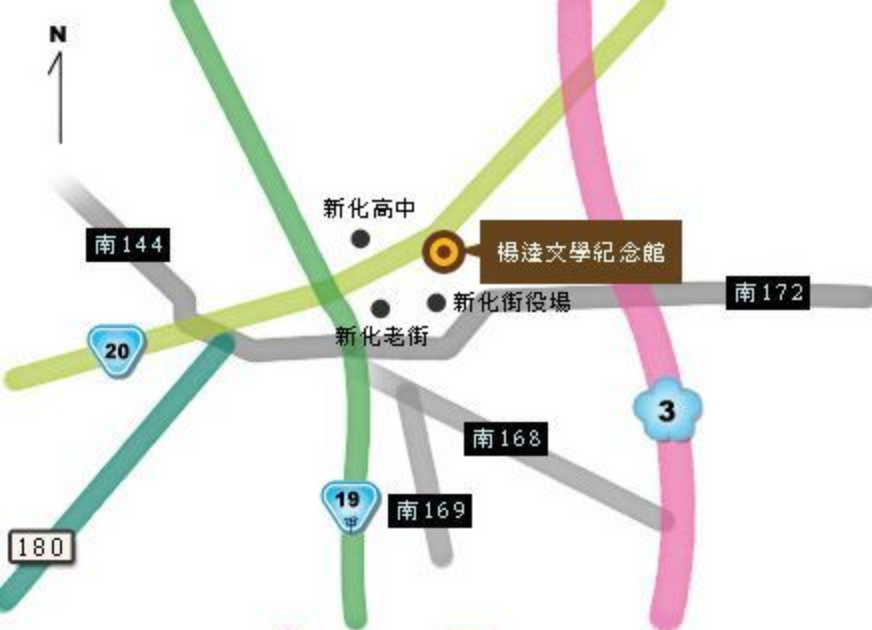 N
新化高中
南144
楊逵文學紀念館
南172
新化街役場
新化老街
20
3
南168
19
甲
南169
180